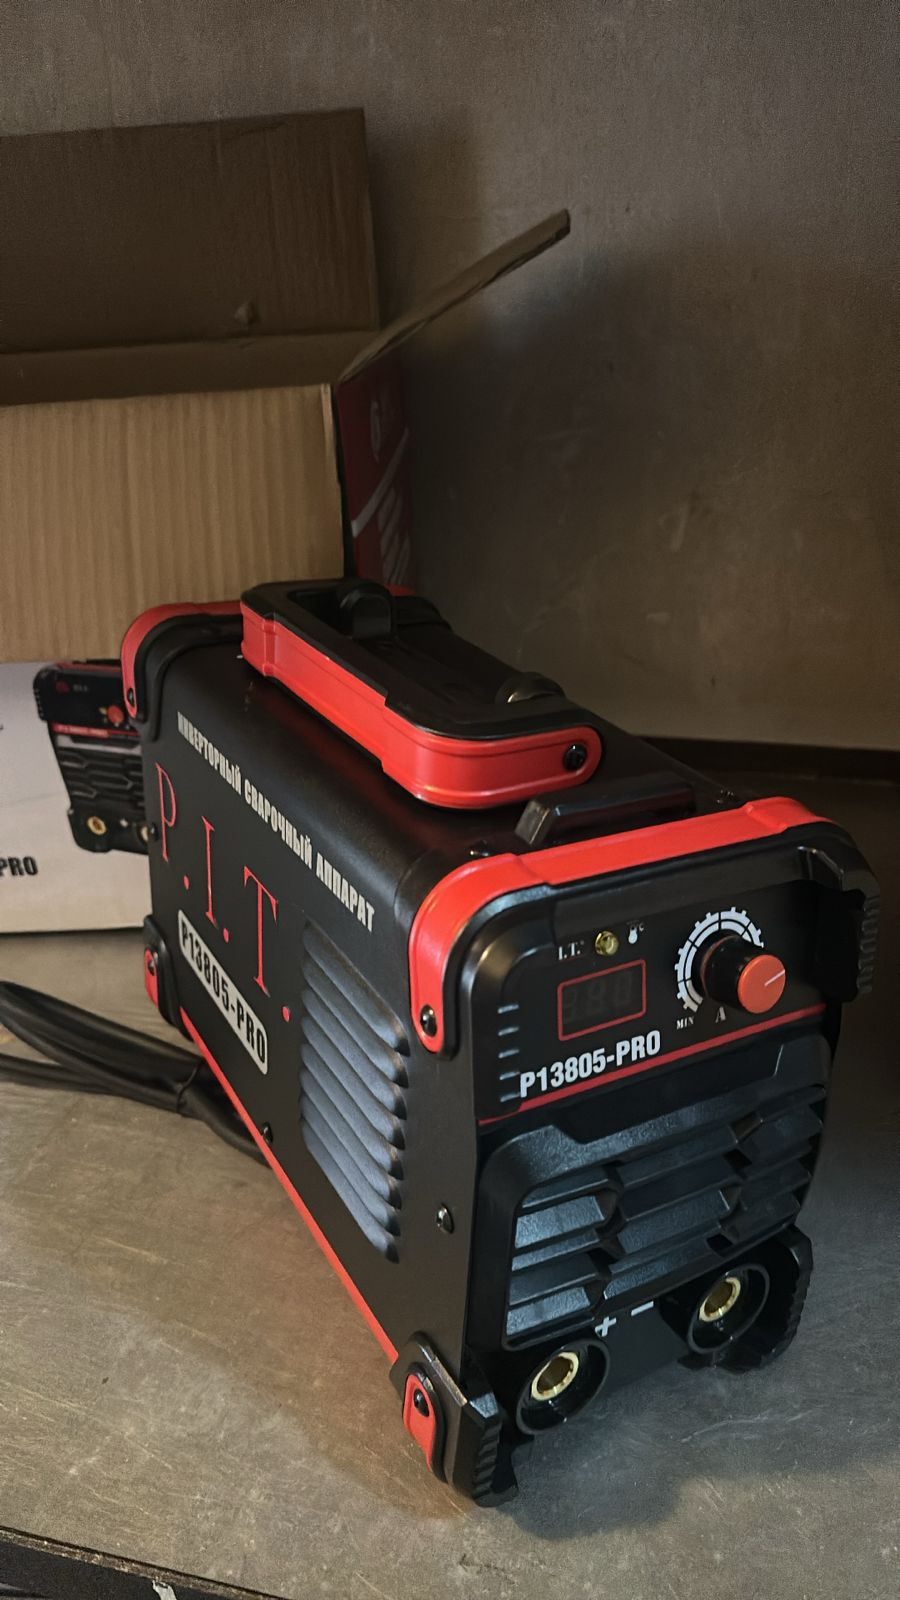 ИНВЕРТОРНЫЙ СВАРОЧНЫЙ АППАРАТ
P.I.T.
P13805-PRO
I.T.
MIN A
P13805-PRO
+ −
PRO